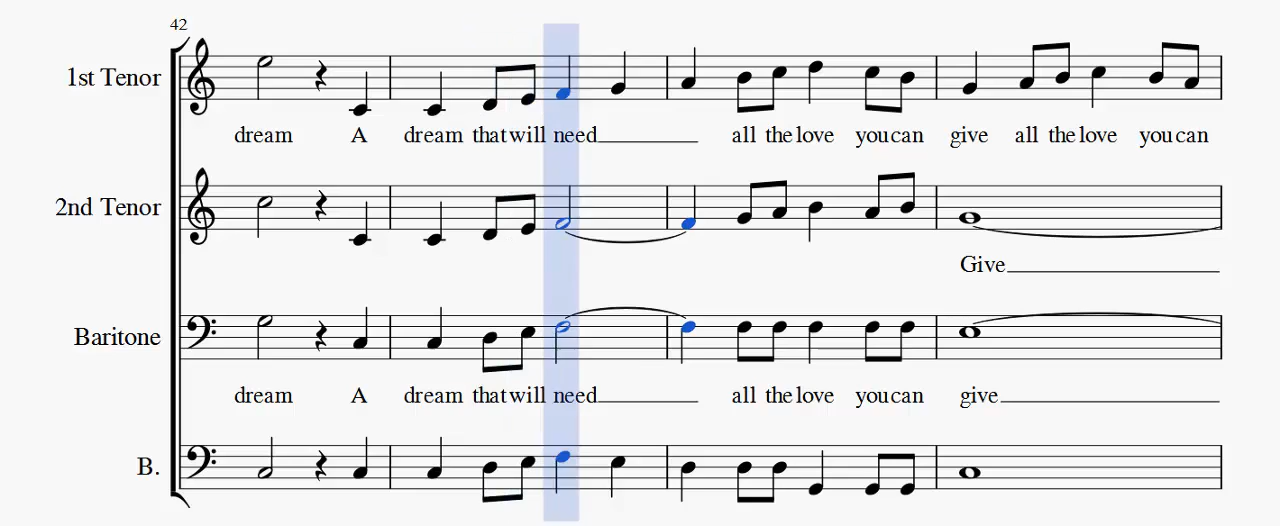 42
1st Tenor
dream A dream that will need all the love you can give all the love you can
2nd Tenor
Give
Baritone
dream A dream that will need all the love you can give
B.